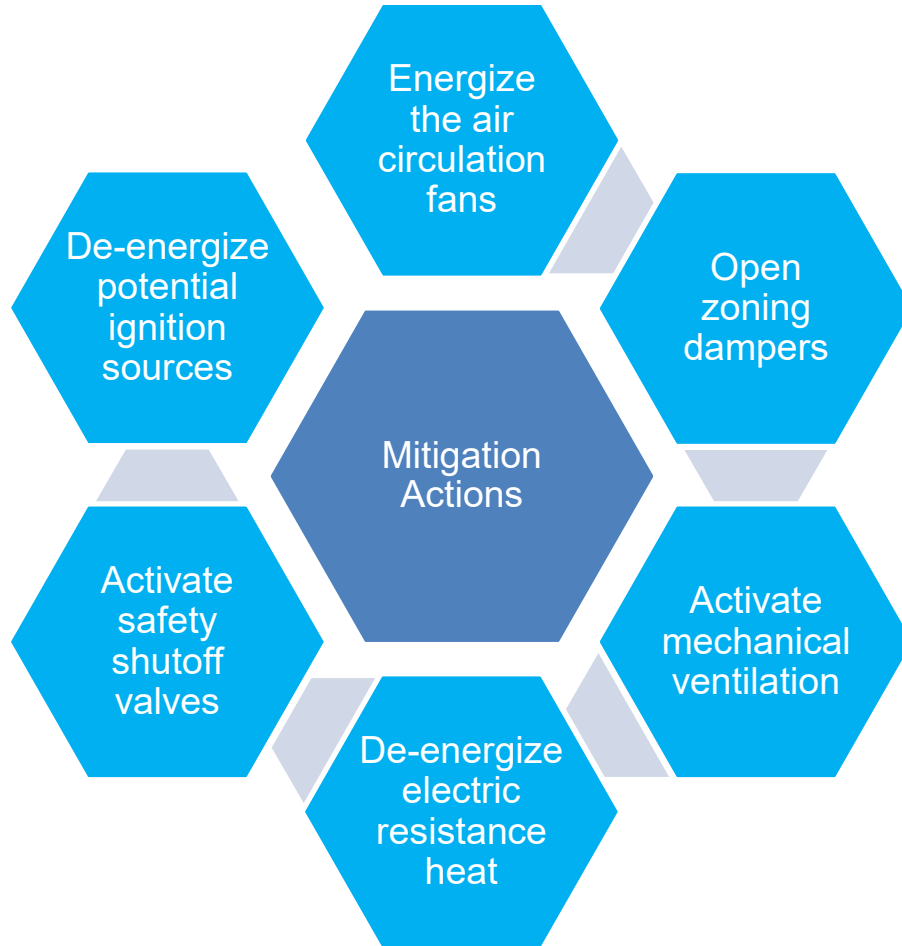 Energize
the air
circulation
fans
Open
zoning
dampers
Activate
mechanical
ventilation
De-energize
electric
resistance
heat
Activate
safety
shutoff
valves
De-energize
potential
ignition
sources
Mitigation
Actions